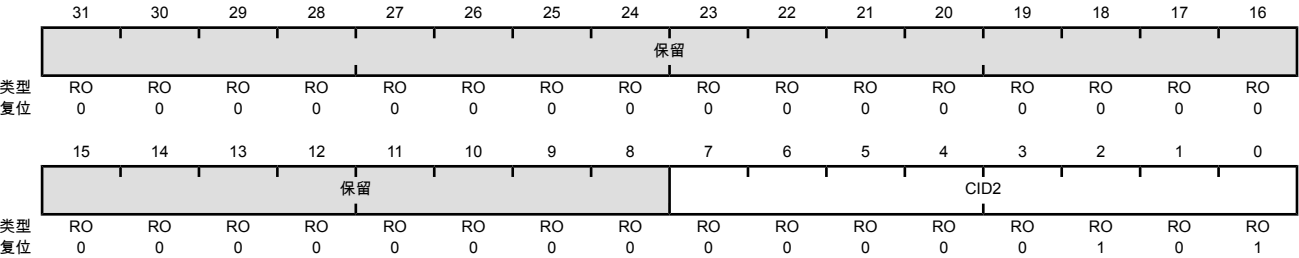 31 30 29 28 27 26 25 24 23 22 21 20 19 18 17 16
保留
类型 RO RO RO RO RO RO RO RO RO RO RO RO RO RO RO RO
复位 0 0 0 0 0 0 0 0 0 0 0 0 0 0 0 0
15 14 13 12 11 10 9 8 7 6 5 4 3 2 1 0
保留 CID2
类型 RO RO RO RO RO RO RO RO RO RO RO RO RO RO RO RO
复位 0 0 0 0 0 0 0 0 0 0 0 0 0 1 0 1